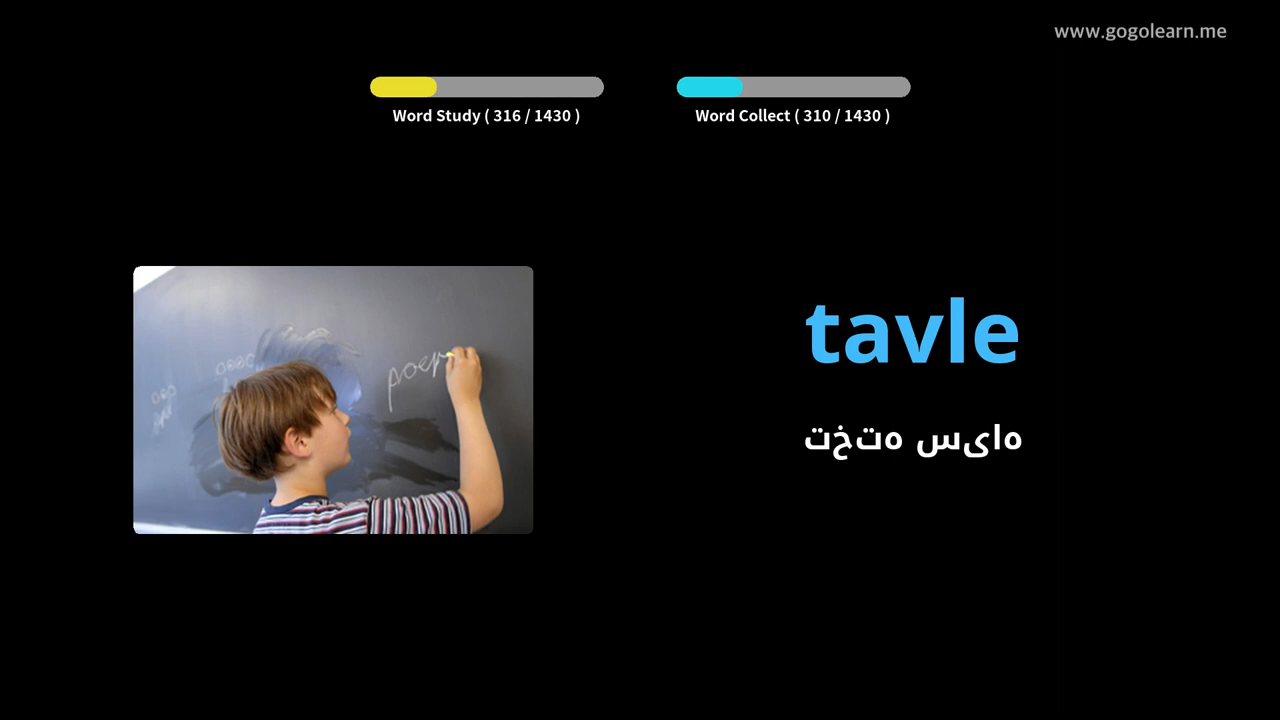 www.gogolearn.me
Word Study ( 316 / 1430 )
Word Collect ( 310 / 1430 )
tavle
تخته سیاه